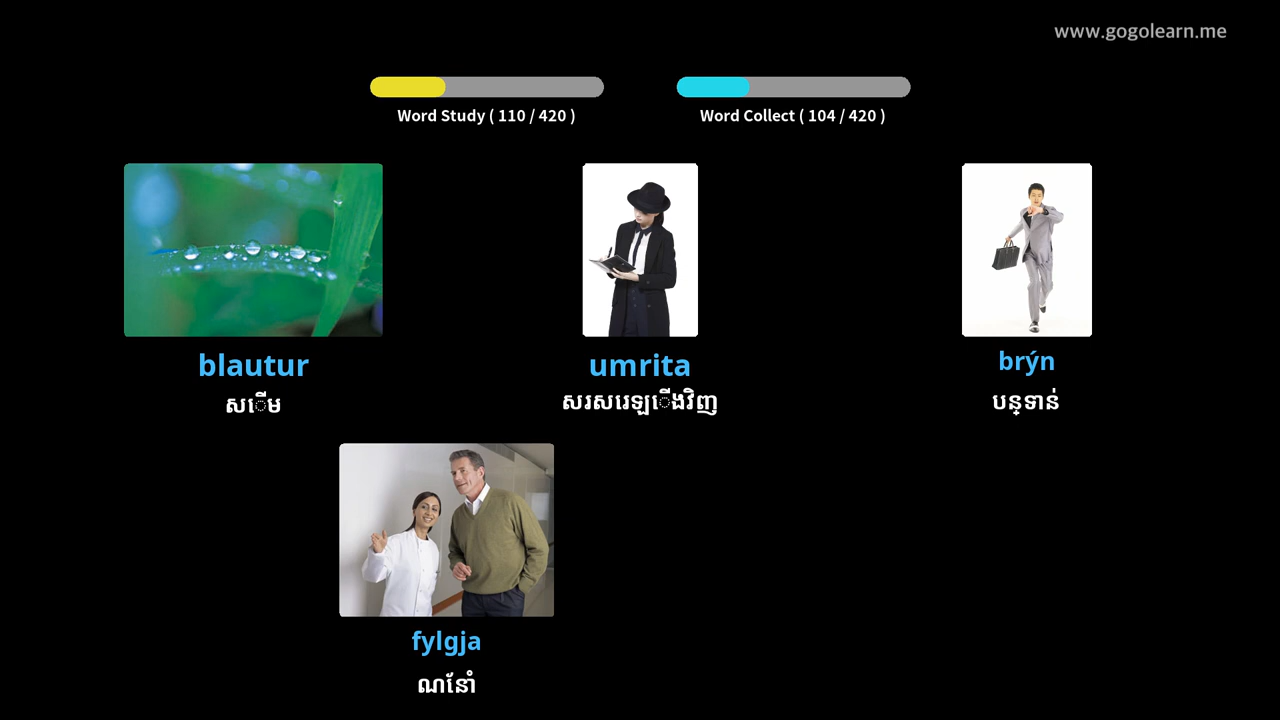 www.gogolearn.me
Word Study ( 110 / 420 )
Word Collect ( 104 / 420 )
blautur
សើម
umrita
សរសេរឡើងវិញ
brýn
បន្ទាន់
fylgja
ណែនាំ